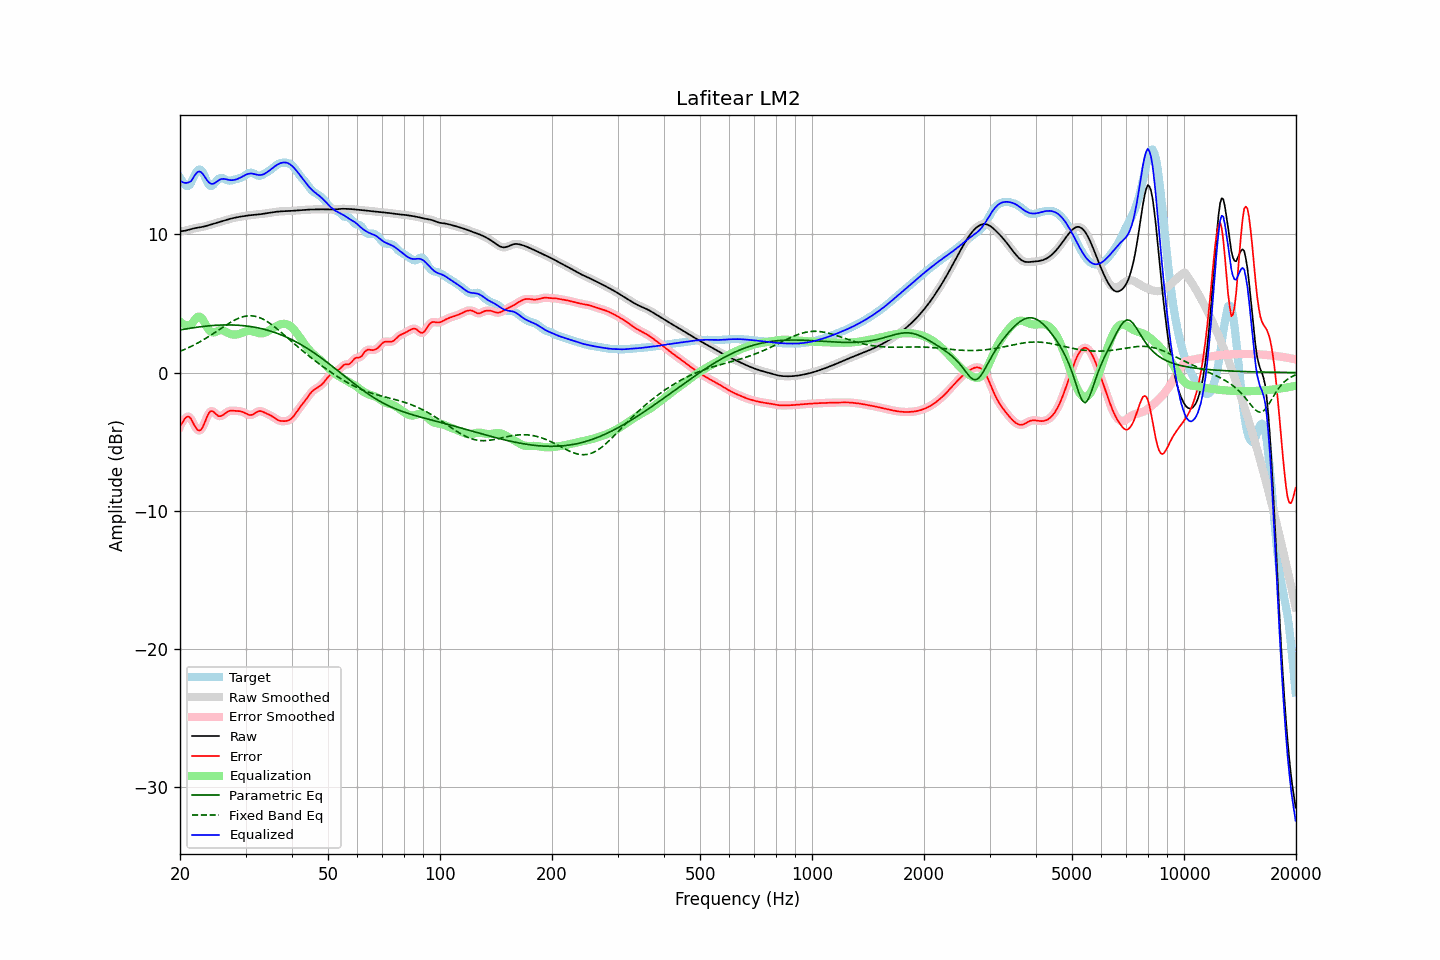 Lafitear LM2
Amplitude (dBr)
10
0
−10
−20
−30
Target
Raw Smoothed
Error Smoothed
Raw
Error
Equalization
Parametric Eq
Fixed Band Eq
Equalized
20 50 100 200 500 1000 2000 5000 10000 20000
Frequency (Hz)